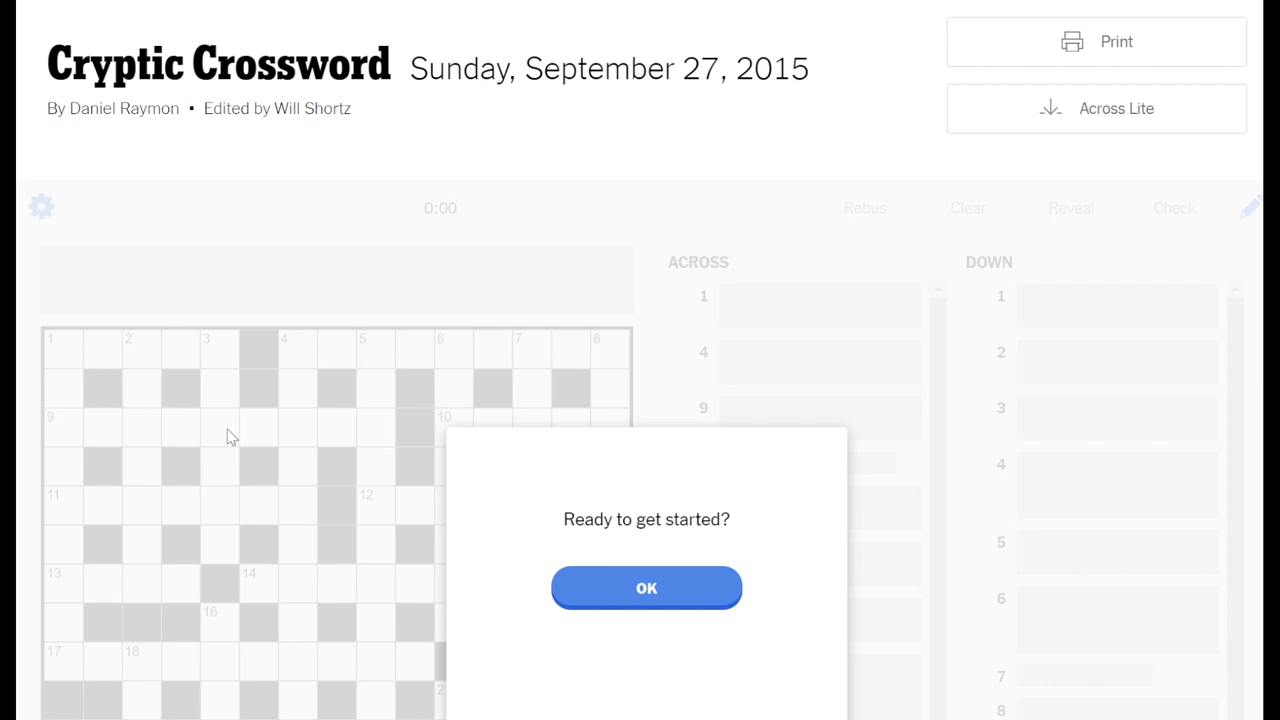 Cryptic Crossword Sunday, September 27, 2015
By Daniel Raymon ▪ Edited by Will Shortz
Print
Across Lite
0:00 Rebus Clear Reveal Check
ACROSS
1
4
9
DOWN
1
2
3
4
5
6
7
8
1 2 3 4 5 6 7 8
9 10
11 12
13 14
16
17 18
Ready to get started?
OK